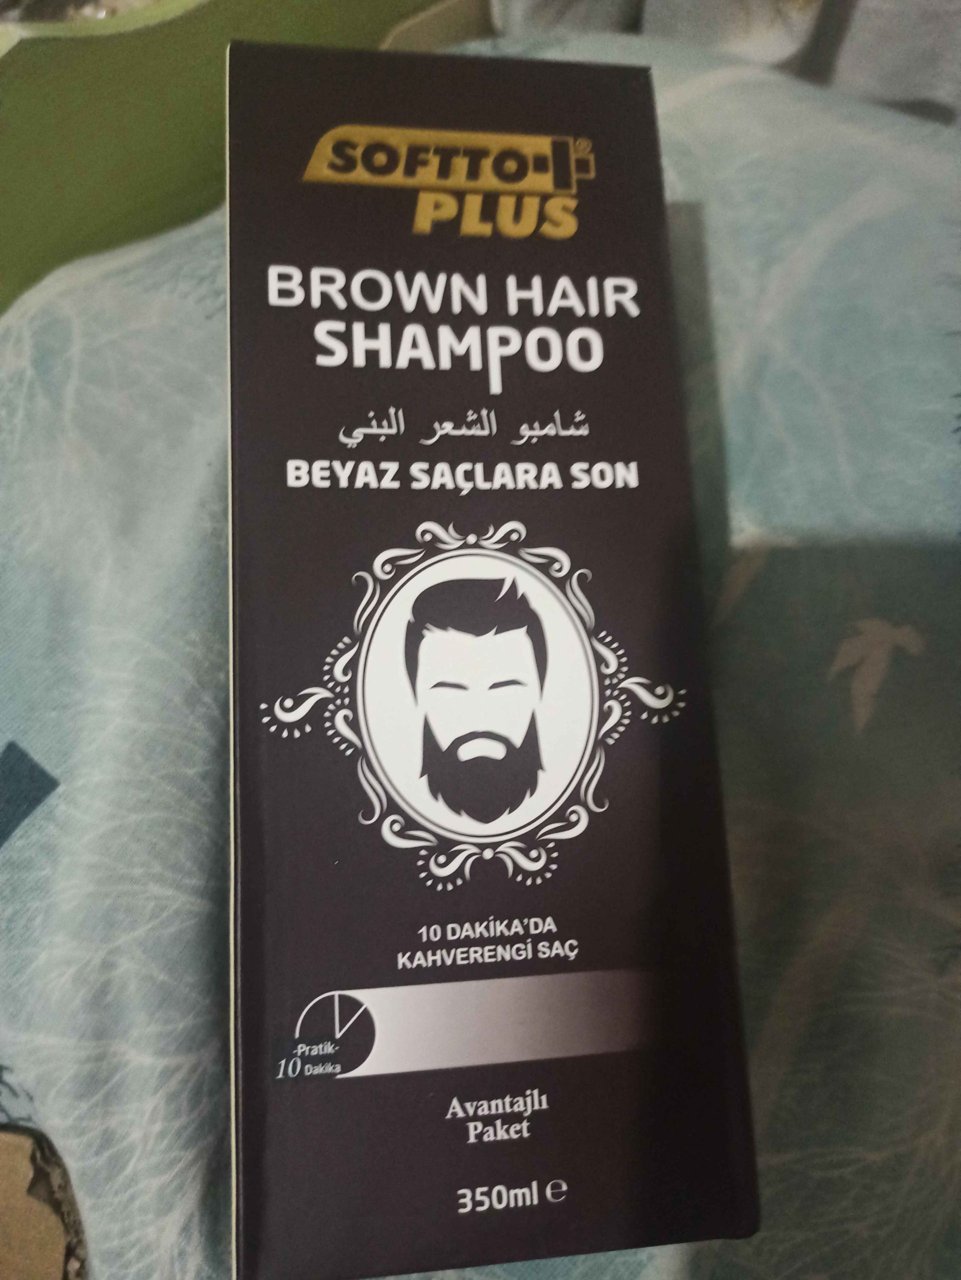 SOFTTO+®
PLUS
BROWN HAIR
SHAMPOO
شامبو الشعر البني
BEYAZ SAÇLARA SON
10 DAKİKA'DA
KAHVERENGİ SAÇ
-Pratik-
10 Dakika
Avantajlı
Paket
350ml ℮